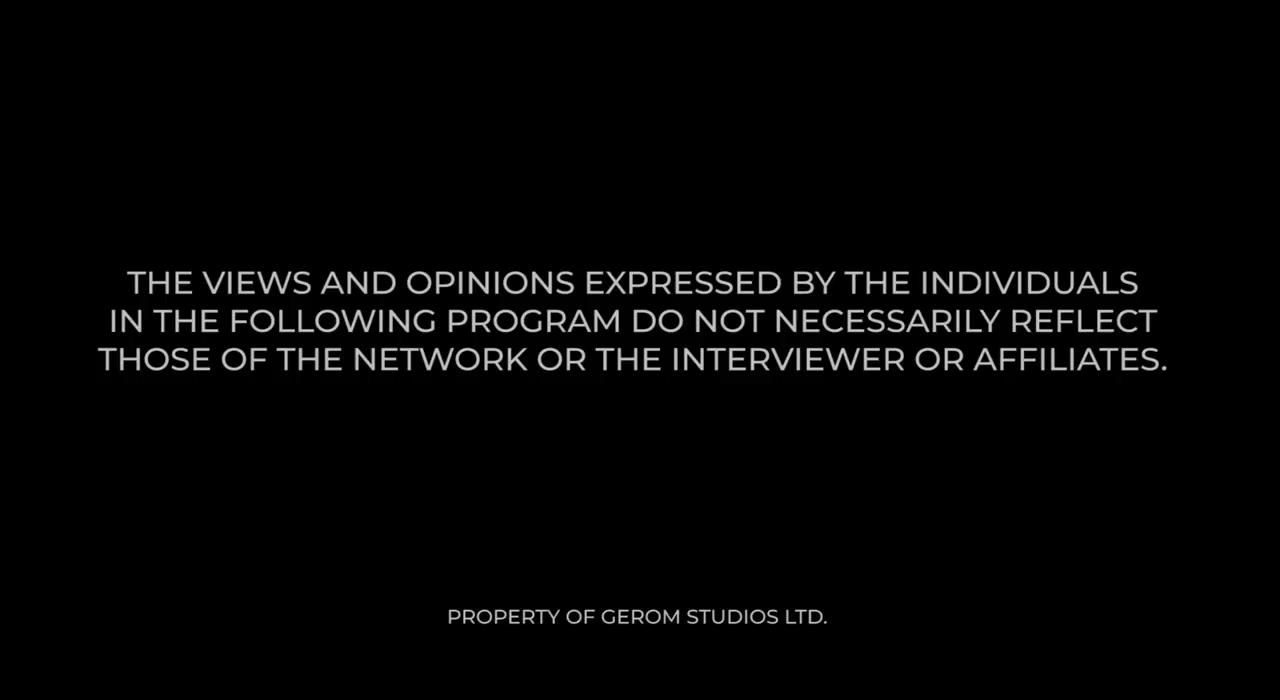 THE VIEWS AND OPINIONS EXPRESSED BY THE INDIVIDUALS
IN THE FOLLOWING PROGRAM DO NOT NECESSARILY REFLECT
THOSE OF THE NETWORK OR THE INTERVIEWER OR AFFILIATES.
PROPERTY OF GEROM STUDIOS LTD.